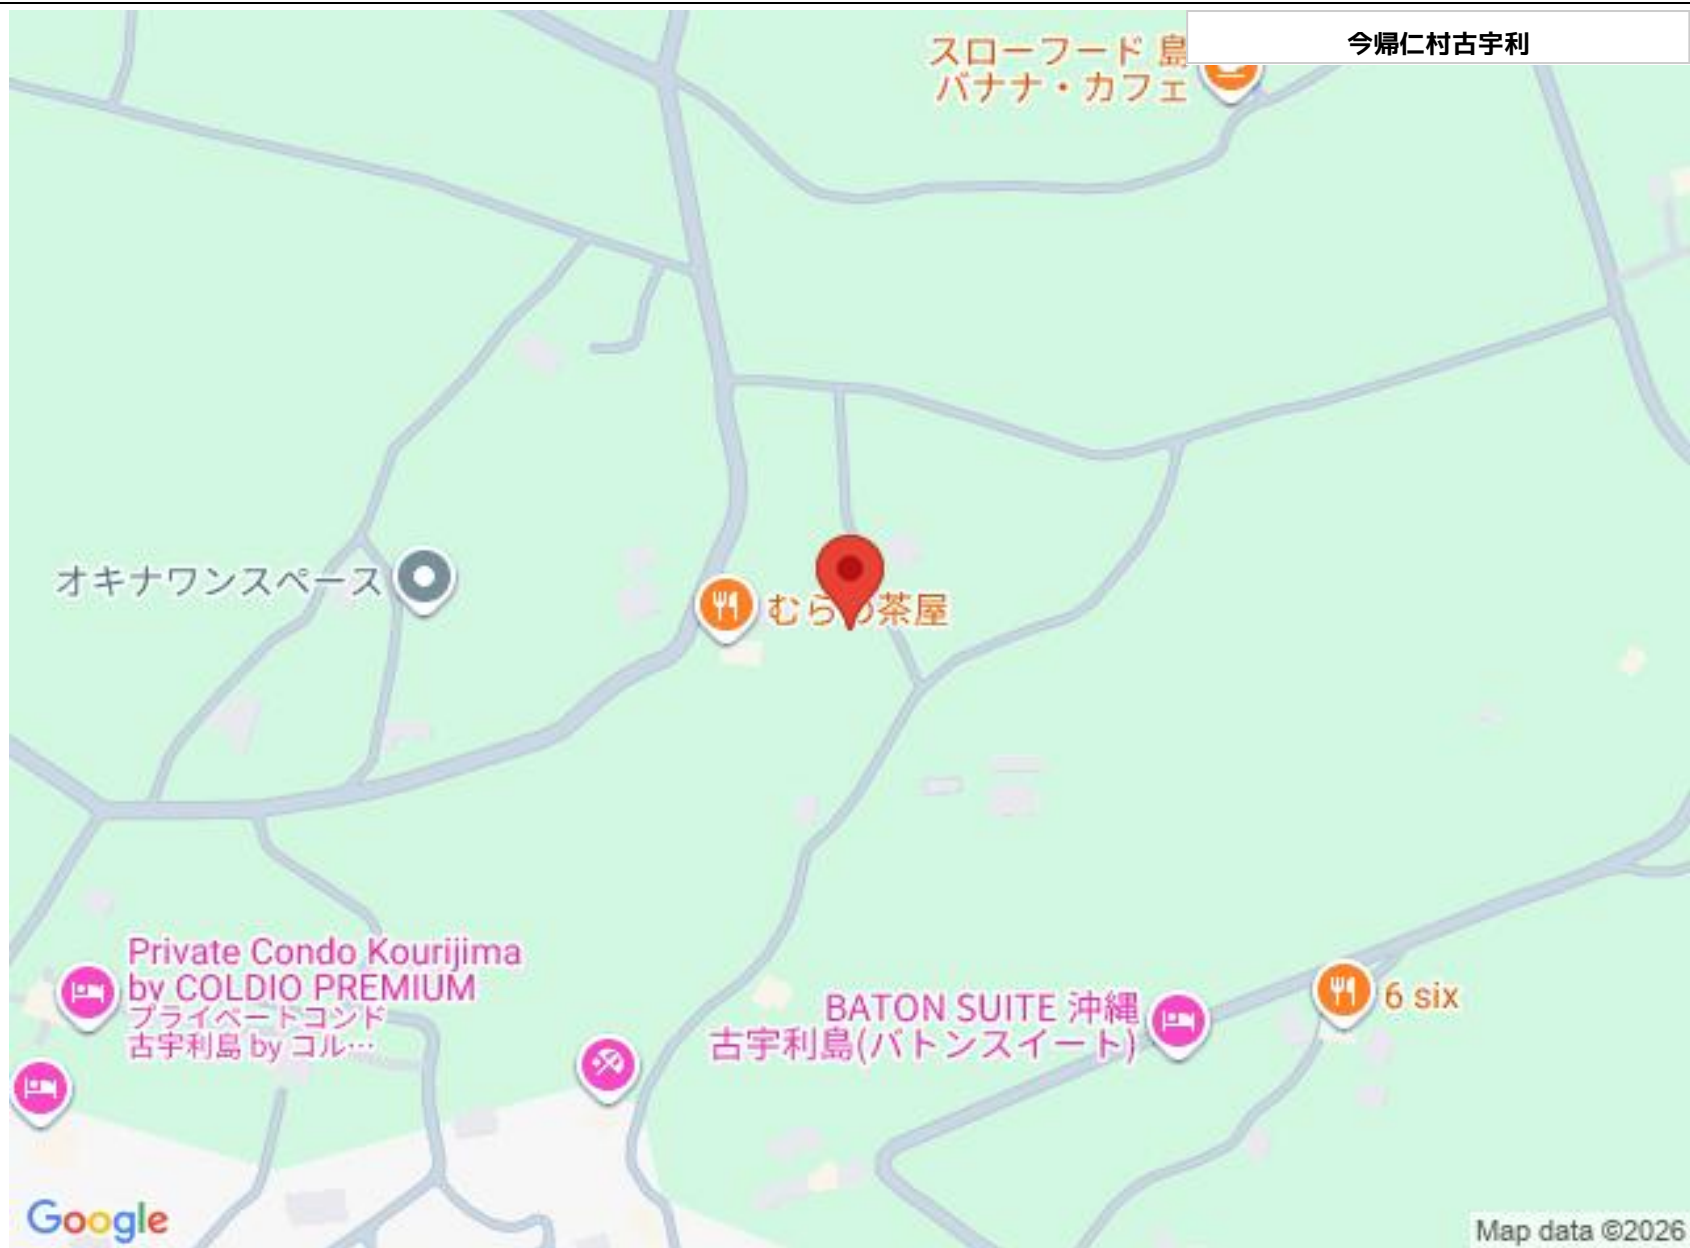 今帰仁村古宇利
スローフード 島
バナナ・カフェ
オキナワンスペース
むらの茶屋
Private Condo Kourijima
by COLDIO PREMIUM
プライベートコンド
古宇利島 by コル…
BATON SUITE 沖縄
古宇利島(バトンスイート)
6 six
Google
Map data ©2026